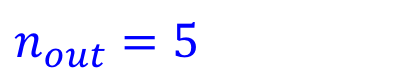 n_out = 5